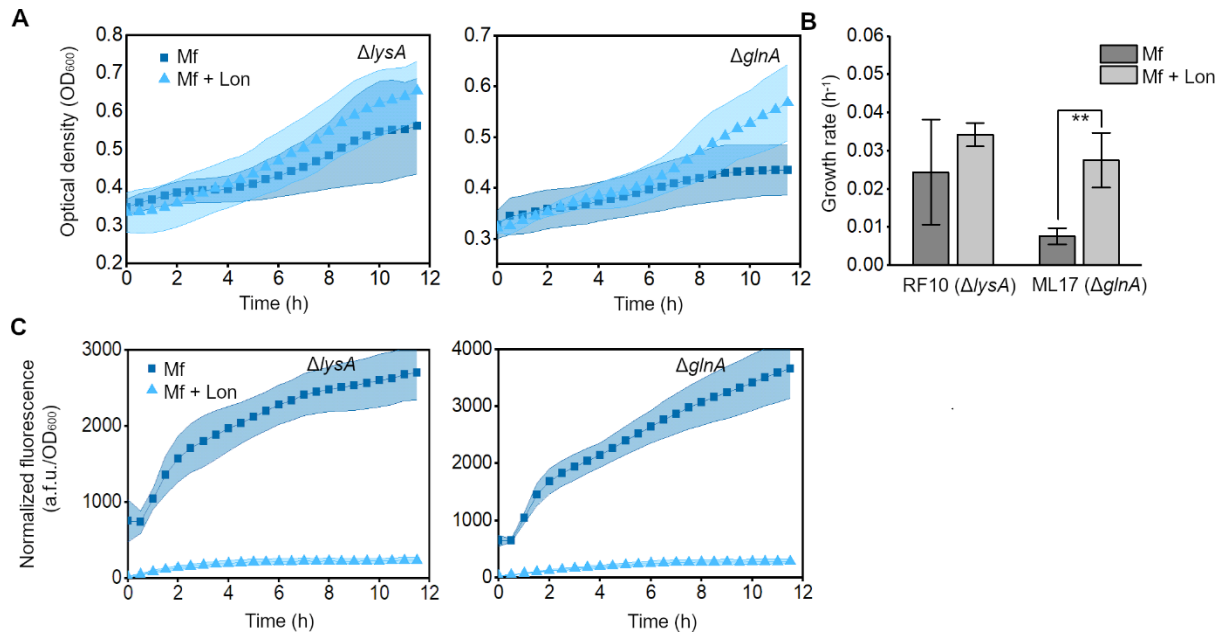 A
Optical density (OD600)
0.7
0.6
0.5
0.4
0.3
0.2
Mf
Mf + Lon
ΔlysA
0 2 4 6 8 10 12
Time (h)
0.7
0.6
0.5
0.4
0.3
ΔglnA
0 2 4 6 8 10 12
Time (h)
B
Growth rate (h-1)
0.06
0.05
0.04
0.03
0.02
0.01
0.00
Mf
Mf + Lon
**
RF10 (ΔlysA) ML17 (ΔglnA)
C
Normalized fluorescence
(a.f.u./OD600)
3000
2000
1000
0
Mf
Mf + Lon
ΔlysA
0 2 4 6 8 10 12
Time (h)
4000
3000
2000
1000
0
ΔglnA
0 2 4 6 8 10 12
Time (h)